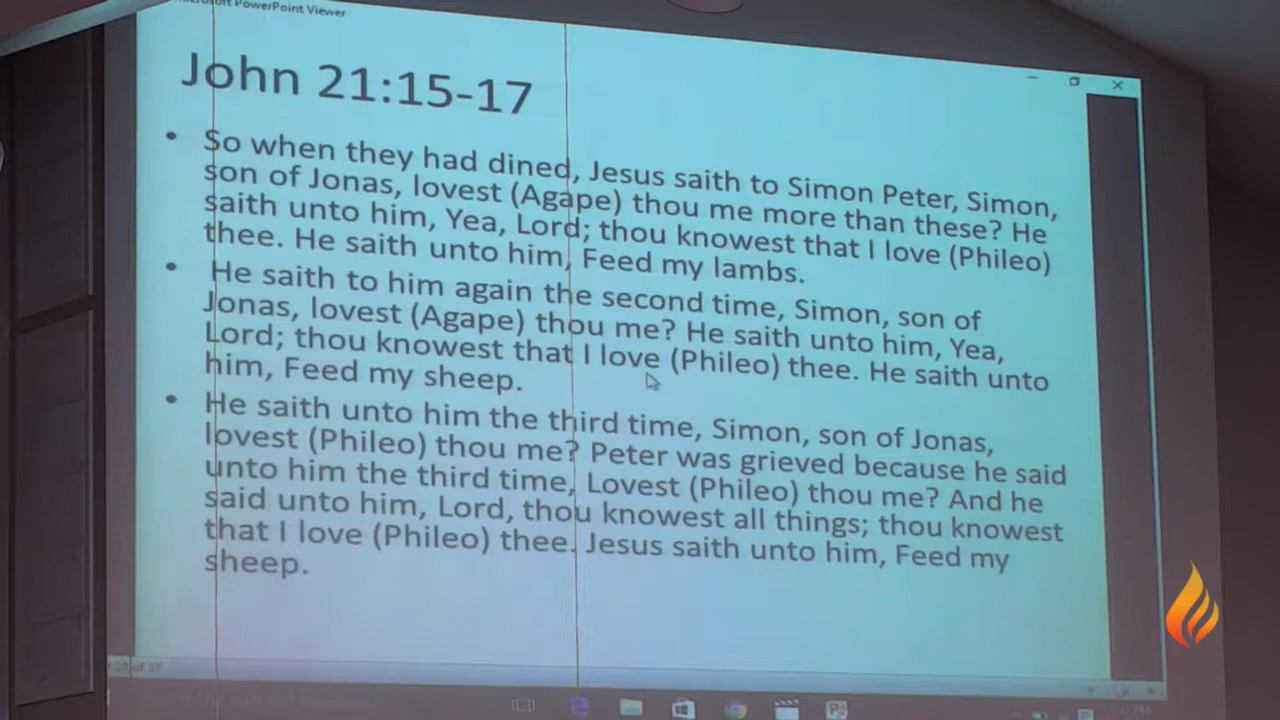 Microsoft PowerPoint Viewer
John 21:15-17
• So when they had dined, Jesus saith to Simon Peter, Simon,
son of Jonas, lovest (Agape) thou me more than these? He
saith unto him, Yea, Lord; thou knowest that I love (Phileo)
thee. He saith unto him, Feed my lambs.
• He saith to him again the second time, Simon, son of
Jonas, lovest (Agape) thou me? He saith unto him, Yea,
Lord; thou knowest that I love (Phileo) thee. He saith unto
him, Feed my sheep.
• He saith unto him the third time, Simon, son of Jonas,
lovest (Phileo) thou me? Peter was grieved because he said
unto him the third time, Lovest (Phileo) thou me? And he
said unto him, Lord, thou knowest all things; thou knowest
that I love (Phileo) thee. Jesus saith unto him, Feed my
sheep.
of 37